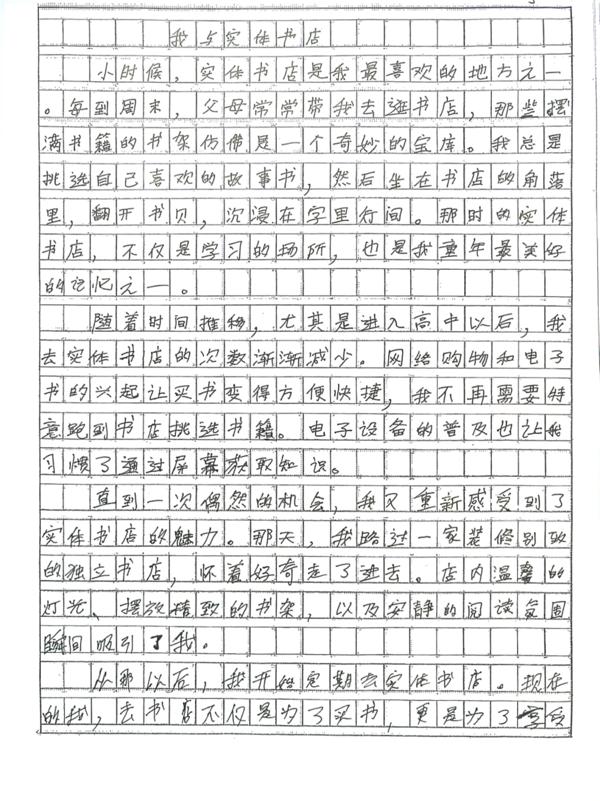 我与实体书店
小时候，实体书店是我最喜欢的地方之一
。每到周末，父母常常带我去逛书店，那些摆
满书籍的书架仿佛是一个奇妙的宝库。我总是
挑选自己喜欢的故事书，然后坐在书店的角落
里，翻开书页，沉浸在字里行间。那时的实体
书店，不仅是学习的场所，也是我童年最美好
的记忆之一。
随着时间推移，尤其是进入高中以后，我
去实体书店的次数渐渐减少。网络购物和电子
书的兴起让买书变得方便快捷，我不再需要特
意跑到书店挑选书籍。电子设备的普及也让我
习惯了通过屏幕获取知识。
直到一次偶然的机会，我又重新感受到了
实体书店的魅力。那天，我路过一家装修别致
的独立书店，怀着好奇走了进去。店内温馨的
灯光、摆放精致的书架，以及安静的阅读氛围
瞬间吸引了我。
从那以后，我开始定期去实体书店。现在
的我，去书店不仅是为了买书，更是为了享受